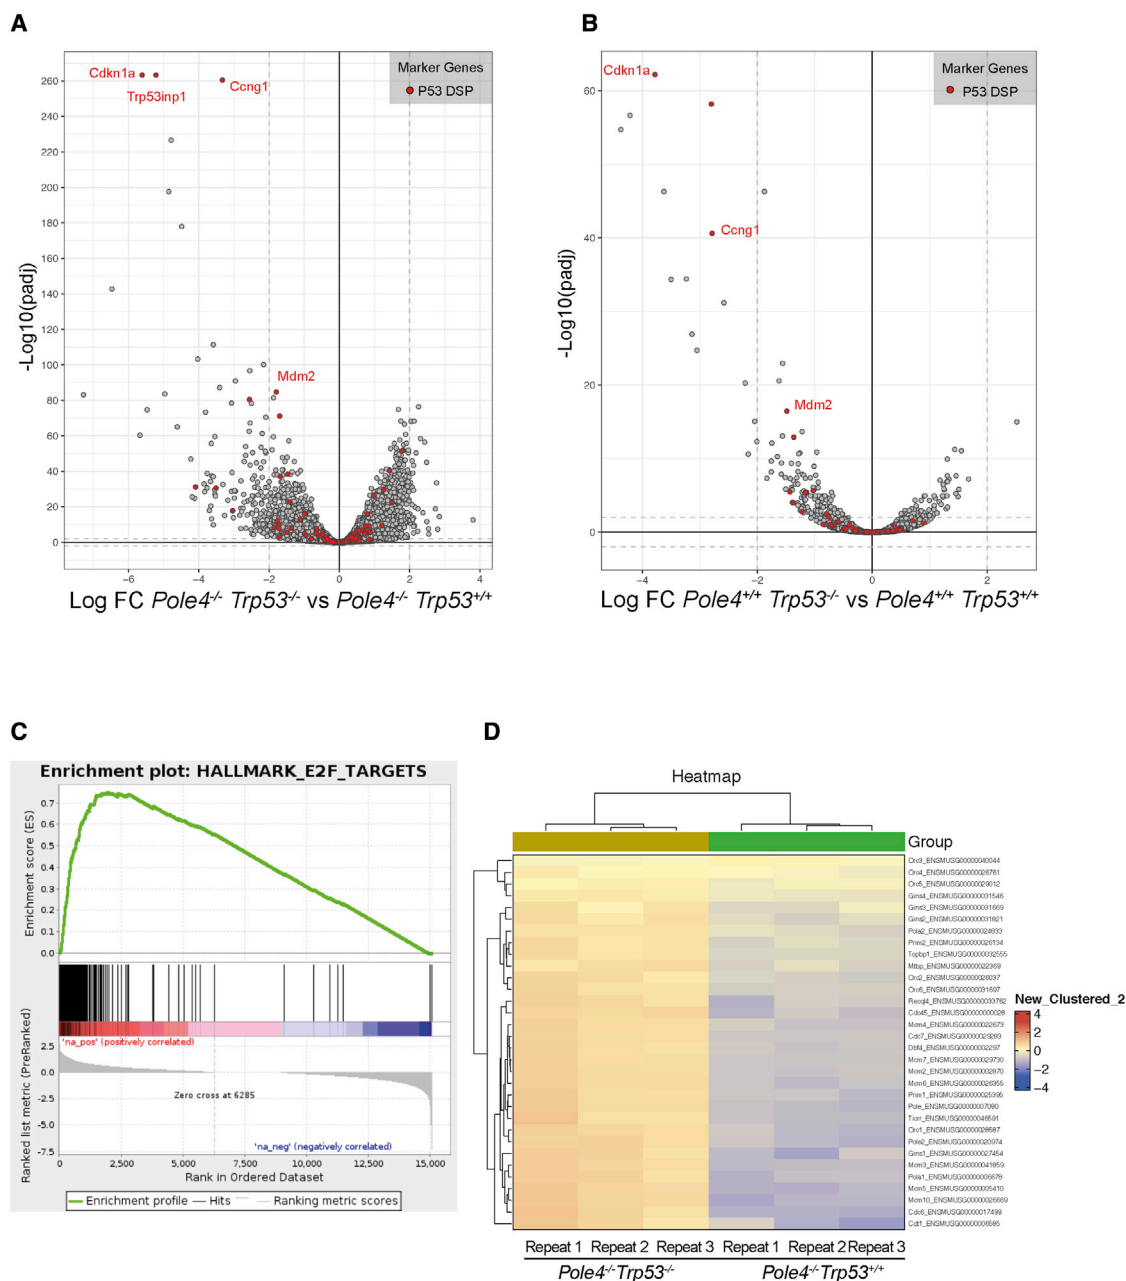 A
Marker Genes
P53 DSP
Cdkn1a
Trp53inp1
Ccng1
Mdm2
-Log10(padj)
260
240
220
200
180
160
140
120
100
80
60
40
20
0
-6 -4 -2 0 2 4
Log FC Pole4-/- Trp53-/- vs Pole4-/- Trp53+/+
B
Marker Genes
P53 DSP
Cdkn1a
Ccng1
Mdm2
-Log10(padj)
60
40
20
0
-4 -2 0 2
Log FC Pole4+/+ Trp53-/- vs Pole4+/+ Trp53+/+
C
Enrichment plot: HALLMARK_E2F_TARGETS
Enrichment score (ES)
0.7
0.6
0.5
0.4
0.3
0.2
0.1
0.0
'na_pos' (positively correlated)
Ranked list metric (PreRanked)
2.5
0.0
-2.5
-5.0
-7.5
Zero cross at 6285
'na_neg' (negatively correlated)
0 2,500 5,000 7,500 10,000 12,500 15,000
Rank in Ordered Dataset
Enrichment profile Hits Ranking metric scores
D
Heatmap
Group
Orc3_ENSMUSG00000040044
Orc4_ENSMUSG00000026761
Orc5_ENSMUSG00000029012
Gins4_ENSMUSG00000031546
Gins3_ENSMUSG00000031669
Gins2_ENSMUSG00000031821
Pola2_ENSMUSG00000024833
Prim2_ENSMUSG00000026134
Topbp1_ENSMUSG00000032555
Mtbp_ENSMUSG00000022369
Orc2_ENSMUSG00000026037
Orc6_ENSMUSG00000031697
Recql4_ENSMUSG00000033762
Cdc45_ENSMUSG00000000028
Mcm4_ENSMUSG00000022673
Cdc7_ENSMUSG00000029283
Dbf4_ENSMUSG00000002297
Mcm7_ENSMUSG00000029730
Mcm2_ENSMUSG00000002870
Mcm6_ENSMUSG00000026355
Prim1_ENSMUSG00000025395
Pole_ENSMUSG00000007080
Ticrr_ENSMUSG00000046591
Orc1_ENSMUSG00000028587
Pole2_ENSMUSG00000020974
Gins1_ENSMUSG00000027454
Mcm3_ENSMUSG00000041859
Pola1_ENSMUSG00000006678
Mcm5_ENSMUSG00000005410
Mcm10_ENSMUSG00000026669
Cdc6_ENSMUSG00000017499
Cdt1_ENSMUSG00000006585
New_Clustered_2
4
2
0
-2
-4
Repeat 1 Repeat 2 Repeat 3 Repeat 1 Repeat 2 Repeat 3
Pole4-/-Trp53-/- Pole4-/-Trp53+/+